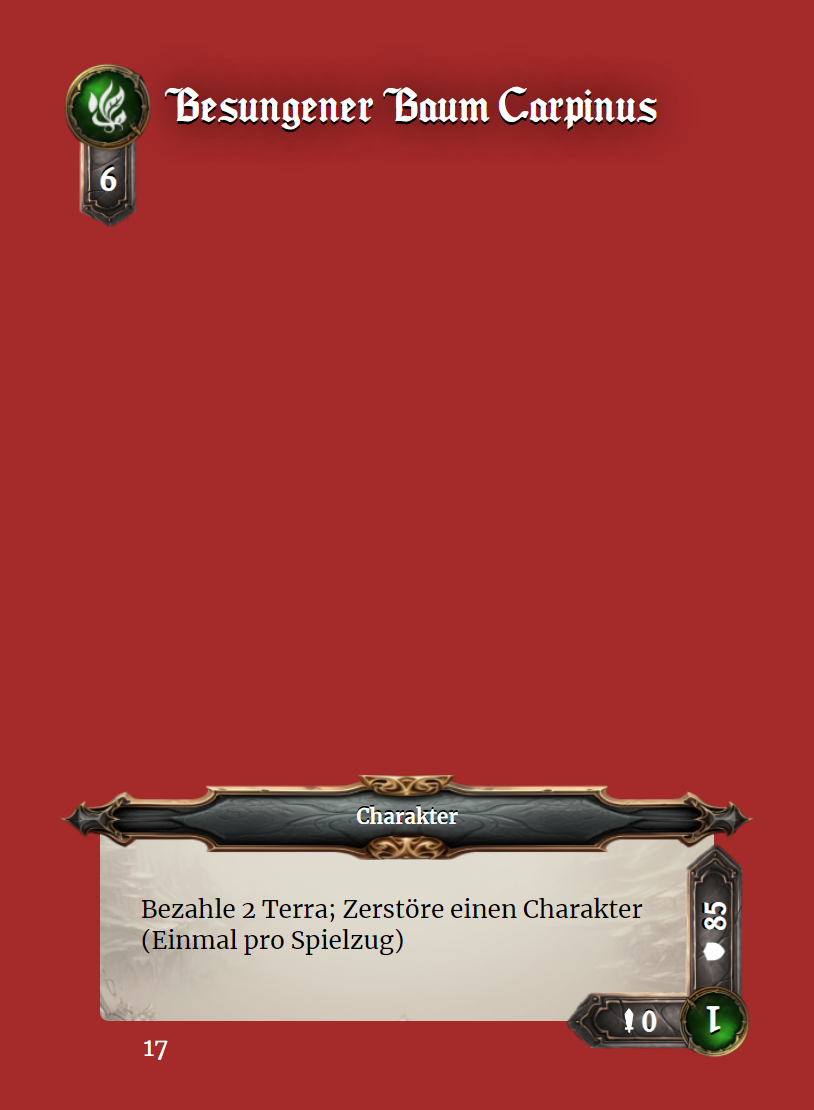 Besungener Baum Carpinus
6
Charakter
Bezahle 2 Terra; Zerstöre einen Charakter
(Einmal pro Spielzug)
85
0
1
17